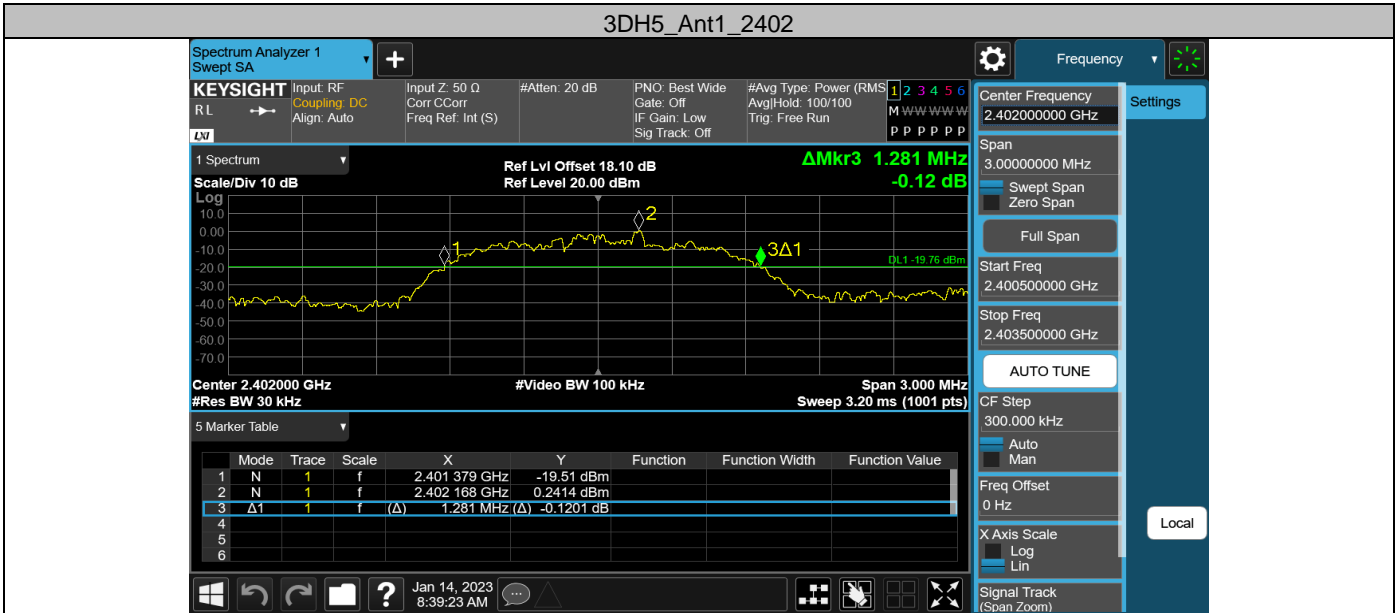 3DH5_Ant1_2402
Spectrum Analyzer 1
Swept SA
Frequency
KEYSIGHT
RL
LXI
Input: RF
Coupling: DC
Align: Auto
Input Z: 50 Ω
Corr CCorr
Freq Ref: Int (S)
#Atten: 20 dB
PNO: Best Wide
Gate: Off
IF Gain: Low
Sig Track: Off
#Avg Type: Power (RMS
Avg|Hold: 100/100
Trig: Free Run
1 2 3 4 5 6
M W W W W W
P P P P P P
1 Spectrum
Scale/Div 10 dB
Ref Lvl Offset 18.10 dB
Ref Level 20.00 dBm
ΔMkr3 1.281 MHz
-0.12 dB
Log
10.0
0.00
-10.0
-20.0
-30.0
-40.0
-50.0
-60.0
-70.0
1
2
3Δ1
DL1 -19.76 dBm
Center 2.402000 GHz
#Video BW 100 kHz
Span 3.000 MHz
#Res BW 30 kHz
Sweep 3.20 ms (1001 pts)
5 Marker Table
Mode Trace Scale X Y Function Function Width Function Value
1 N 1 f 2.401 379 GHz -19.51 dBm
2 N 1 f 2.402 168 GHz 0.2414 dBm
3 Δ1 1 f (Δ) 1.281 MHz (Δ) -0.1201 dB
4
5
6
Jan 14, 2023
8:39:23 AM
?
Center Frequency
2.402000000 GHz
Settings
Span
3.00000000 MHz
Swept Span
Zero Span
Full Span
Start Freq
2.400500000 GHz
Stop Freq
2.403500000 GHz
AUTO TUNE
CF Step
300.000 kHz
Auto
Man
Freq Offset
0 Hz
Local
X Axis Scale
Log
Lin
Signal Track
(Span Zoom)